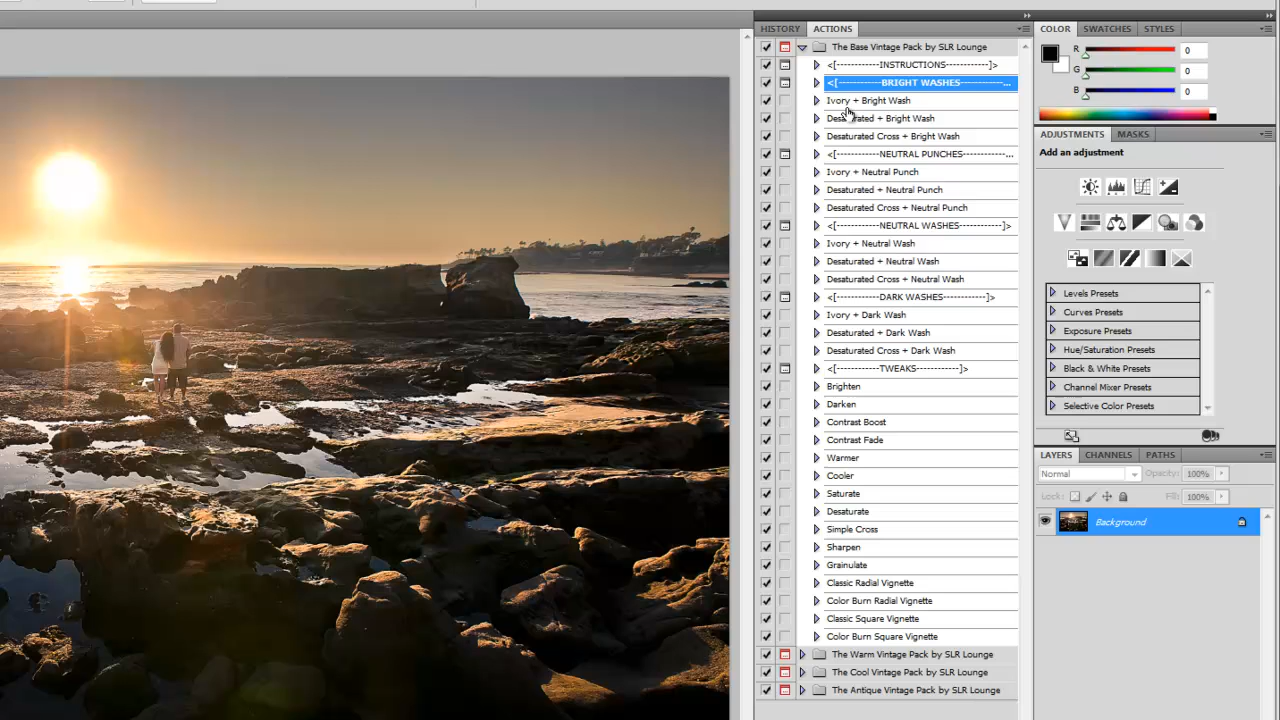 HISTORY
ACTIONS
The Base Vintage Pack by SLR Lounge
<[------------INSTRUCTIONS------------]>
<[------------BRIGHT WASHES------------...
Ivory + Bright Wash
Desaturated + Bright Wash
Desaturated Cross + Bright Wash
<[------------NEUTRAL PUNCHES------------...
Ivory + Neutral Punch
Desaturated + Neutral Punch
Desaturated Cross + Neutral Punch
<[------------NEUTRAL WASHES------------]>
Ivory + Neutral Wash
Desaturated + Neutral Wash
Desaturated Cross + Neutral Wash
<[------------DARK WASHES------------]>
Ivory + Dark Wash
Desaturated + Dark Wash
Desaturated Cross + Dark Wash
<[------------TWEAKS------------]>
Brighten
Darken
Contrast Boost
Contrast Fade
Warmer
Cooler
Saturate
Desaturate
Simple Cross
Sharpen
Grainulate
Classic Radial Vignette
Color Burn Radial Vignette
Classic Square Vignette
Color Burn Square Vignette
The Warm Vintage Pack by SLR Lounge
The Cool Vintage Pack by SLR Lounge
The Antique Vintage Pack by SLR Lounge
COLOR
SWATCHES
STYLES
R 0
G 0
B 0
ADJUSTMENTS
MASKS
Add an adjustment
Levels Presets
Curves Presets
Exposure Presets
Hue/Saturation Presets
Black & White Presets
Channel Mixer Presets
Selective Color Presets
LAYERS
CHANNELS
PATHS
Normal
Opacity: 100%
Lock:
Fill: 100%
Background